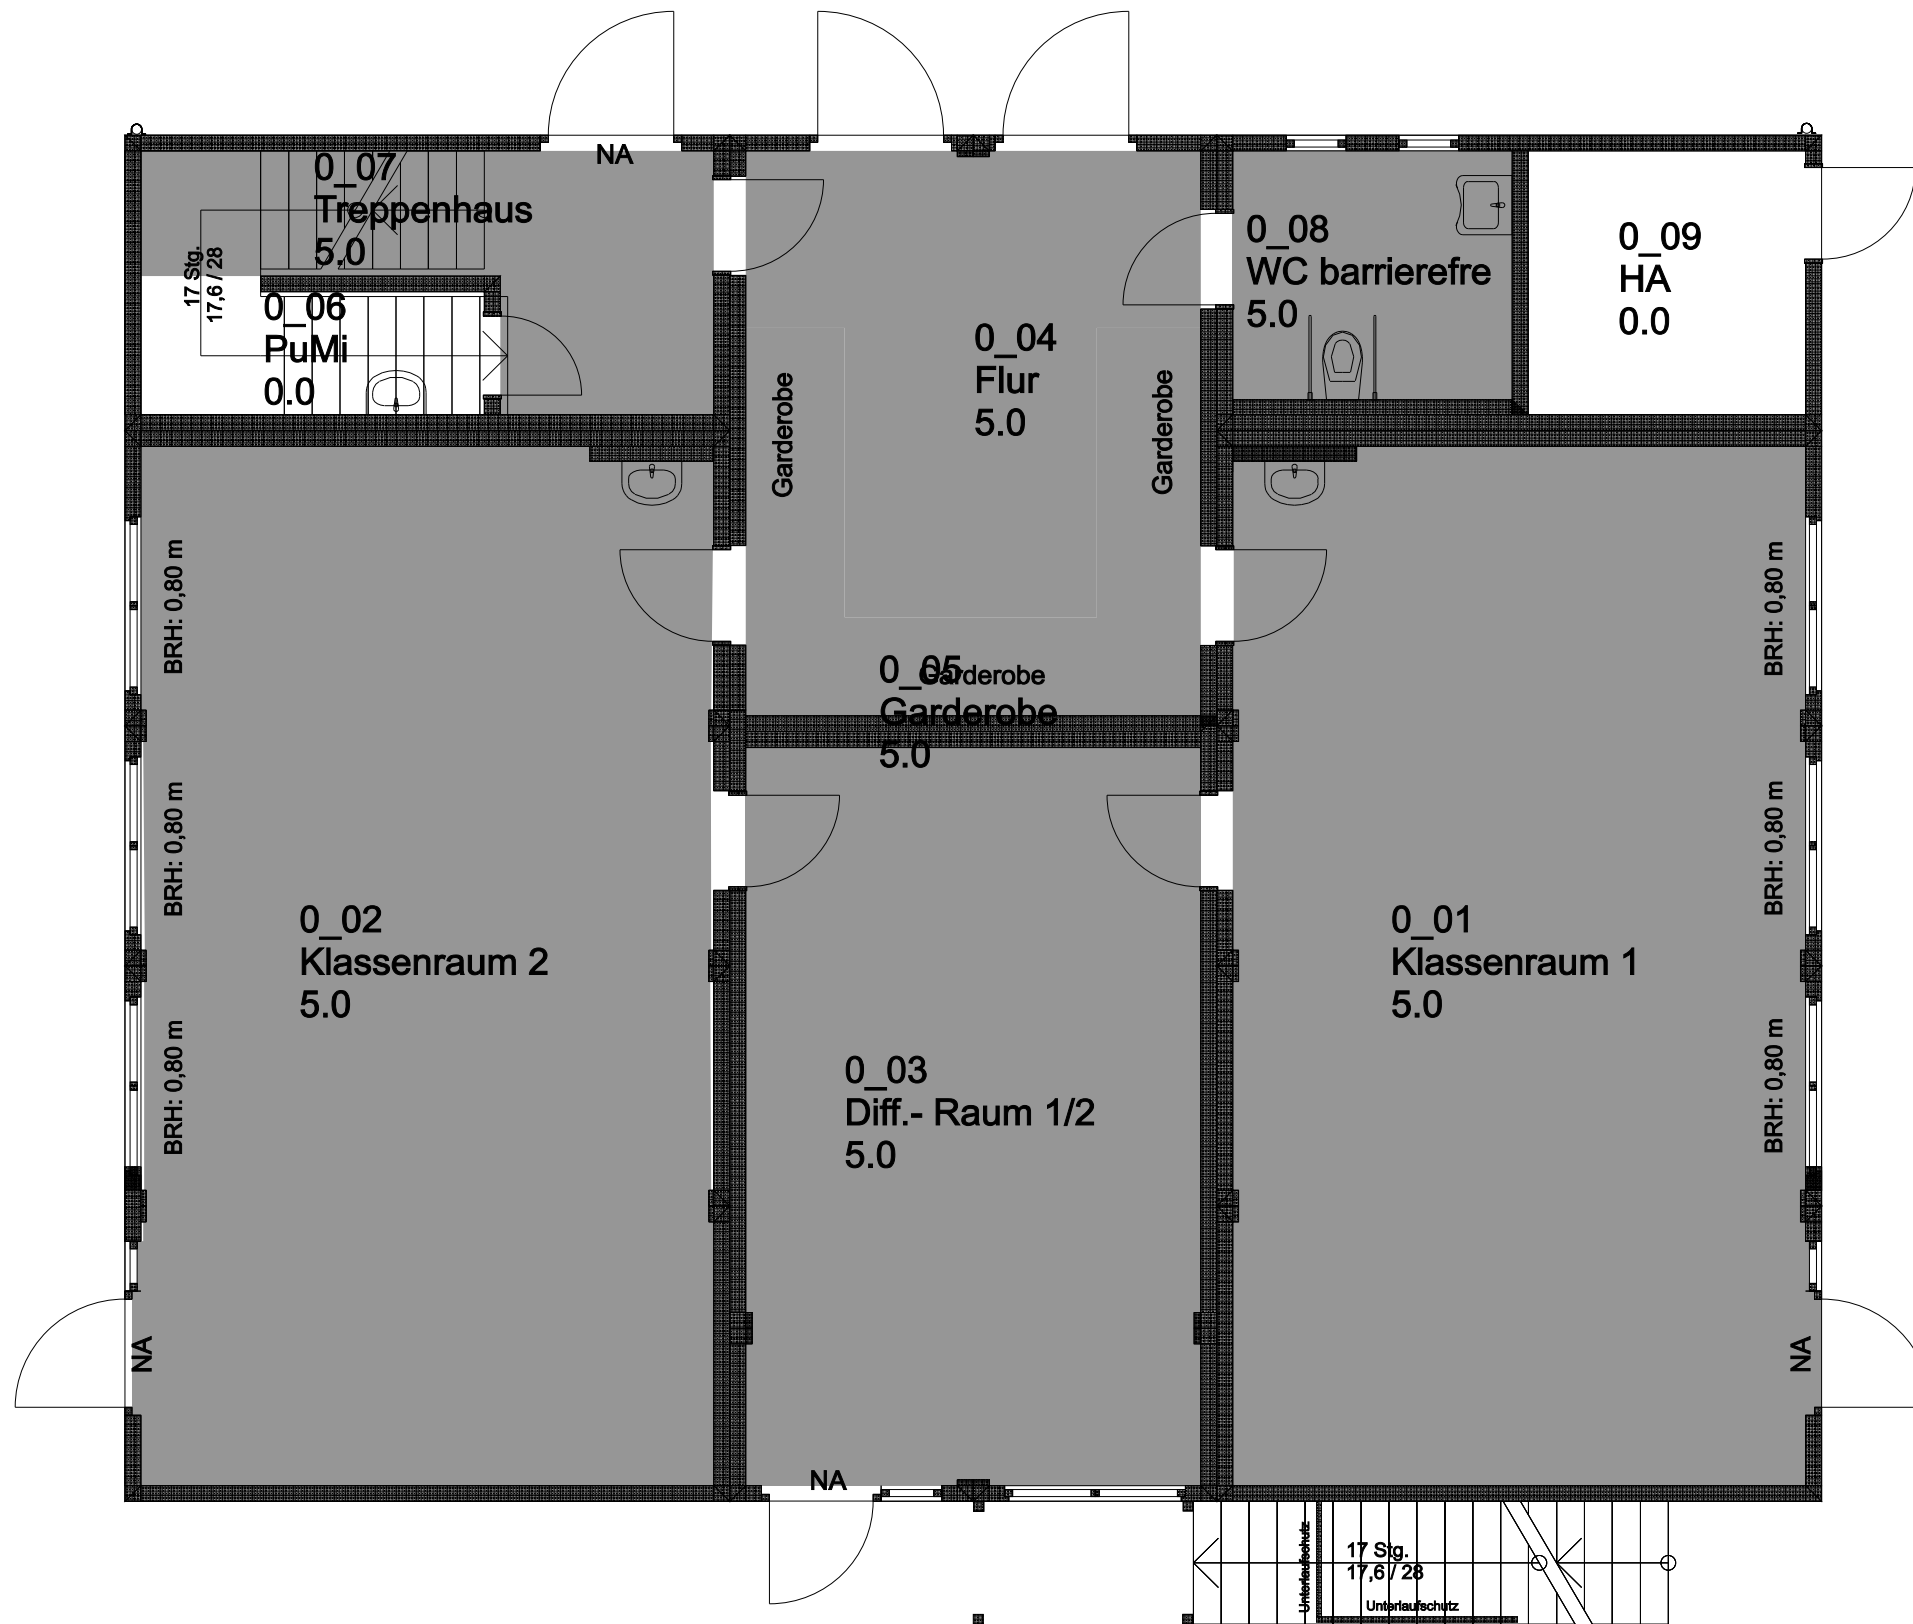 NA
0_07
Treppenhaus
5.0
17 Stg.
17,6 / 28
0_06
PuMi
0.0
0_08
WC barrierefre
5.0
0_09
HA
0.0
0_04
Flur
5.0
Garderobe
Garderobe
0_05
Garderobe
Garderobe
5.0
BRH: 0,80 m
BRH: 0,80 m
BRH: 0,80 m
BRH: 0,80 m
BRH: 0,80 m
BRH: 0,80 m
0_02
Klassenraum 2
5.0
0_01
Klassenraum 1
5.0
0_03
Diff.- Raum 1/2
5.0
NA
NA
NA
Unterlaufschutz
17 Stg.
17,6 / 28
Unterlaufschutz